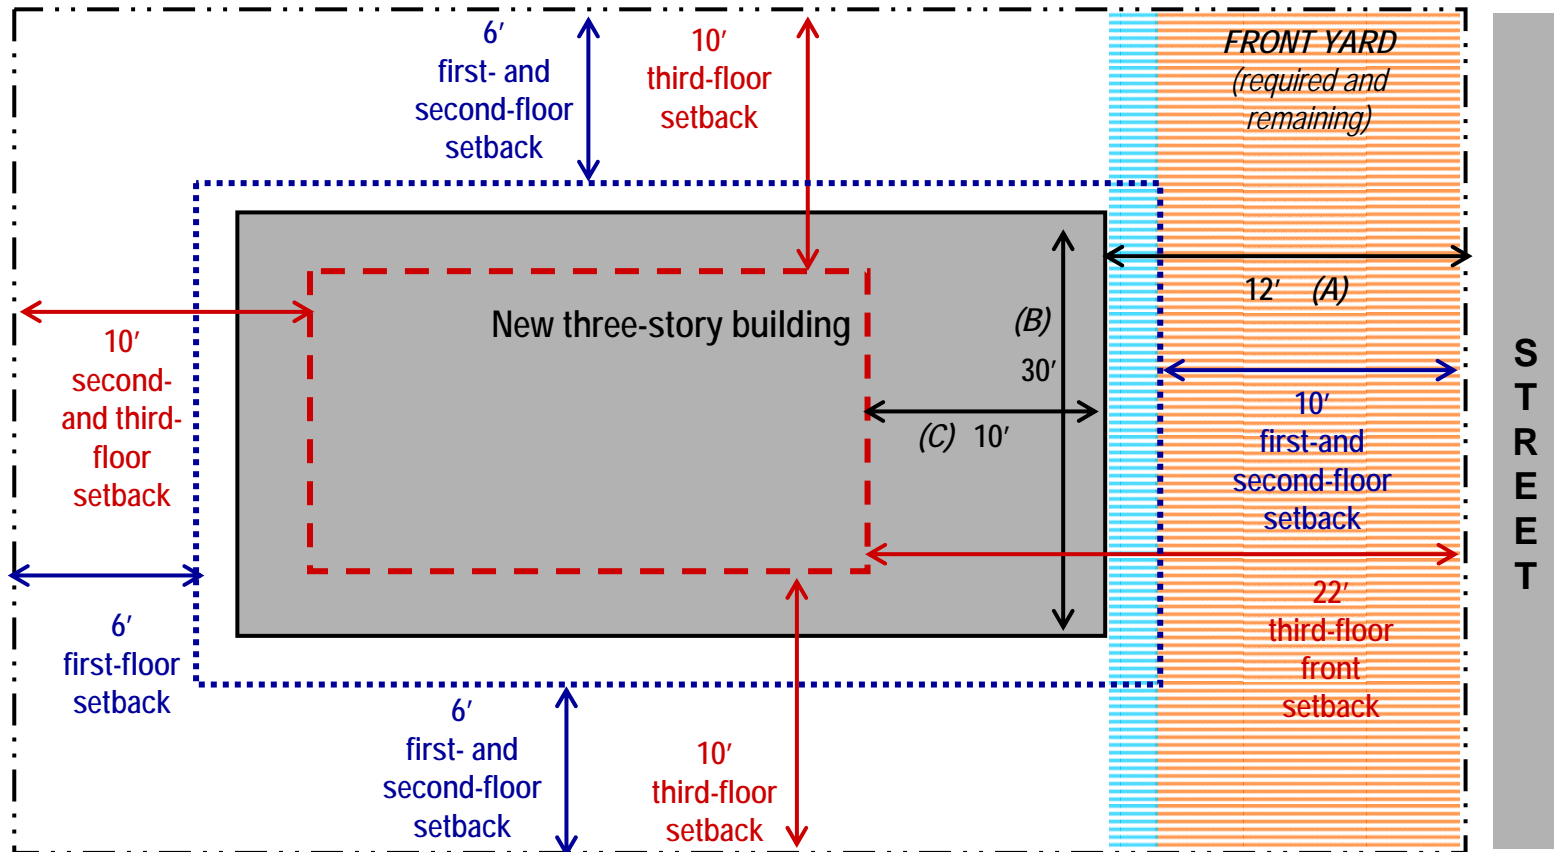 6′
first- and
second-floor
setback
10′
third-floor
setback
FRONT YARD
(required and
remaining)
12′ (A)
New three-story building
(B)
30′
(C) 10′
10′
second-
and third-
floor
setback
10′
first-and
second-floor
setback
6′
first-floor
setback
22′
third-floor
front
setback
6′
first- and
second-floor
setback
10′
third-floor
setback
S
T
R
E
E
T